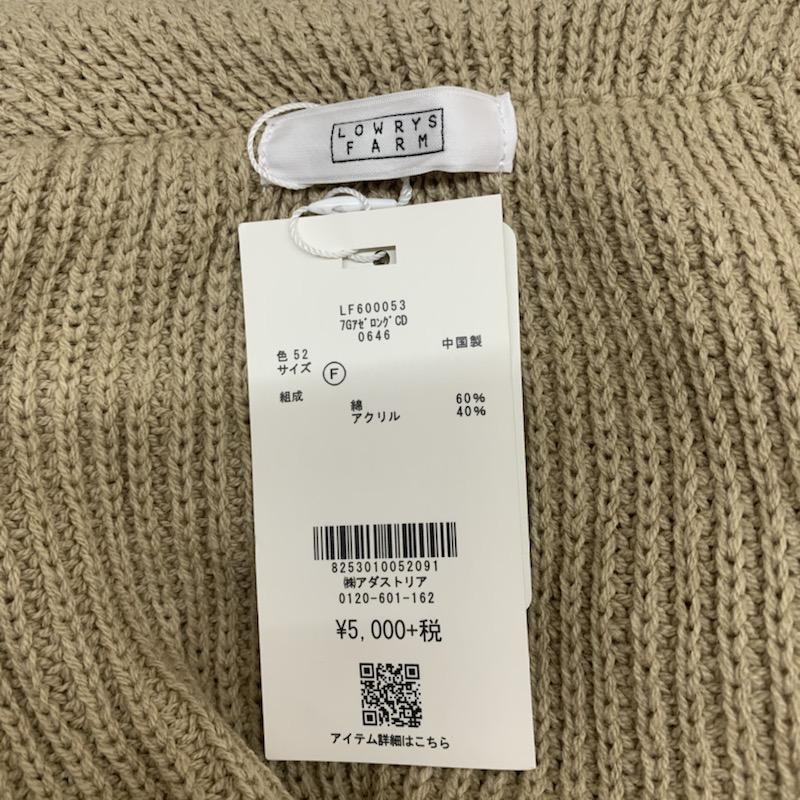 LOWRYS
FARM
LF600053
7GｱｾﾞﾛﾝｸﾞCD
0646
色 52
中国製
サイズ Ⓕ
組成
綿 60%
アクリル 40%
8253010052091
㈱アダストリア
0120-601-162
¥5,000+税
アイテム詳細はこちら